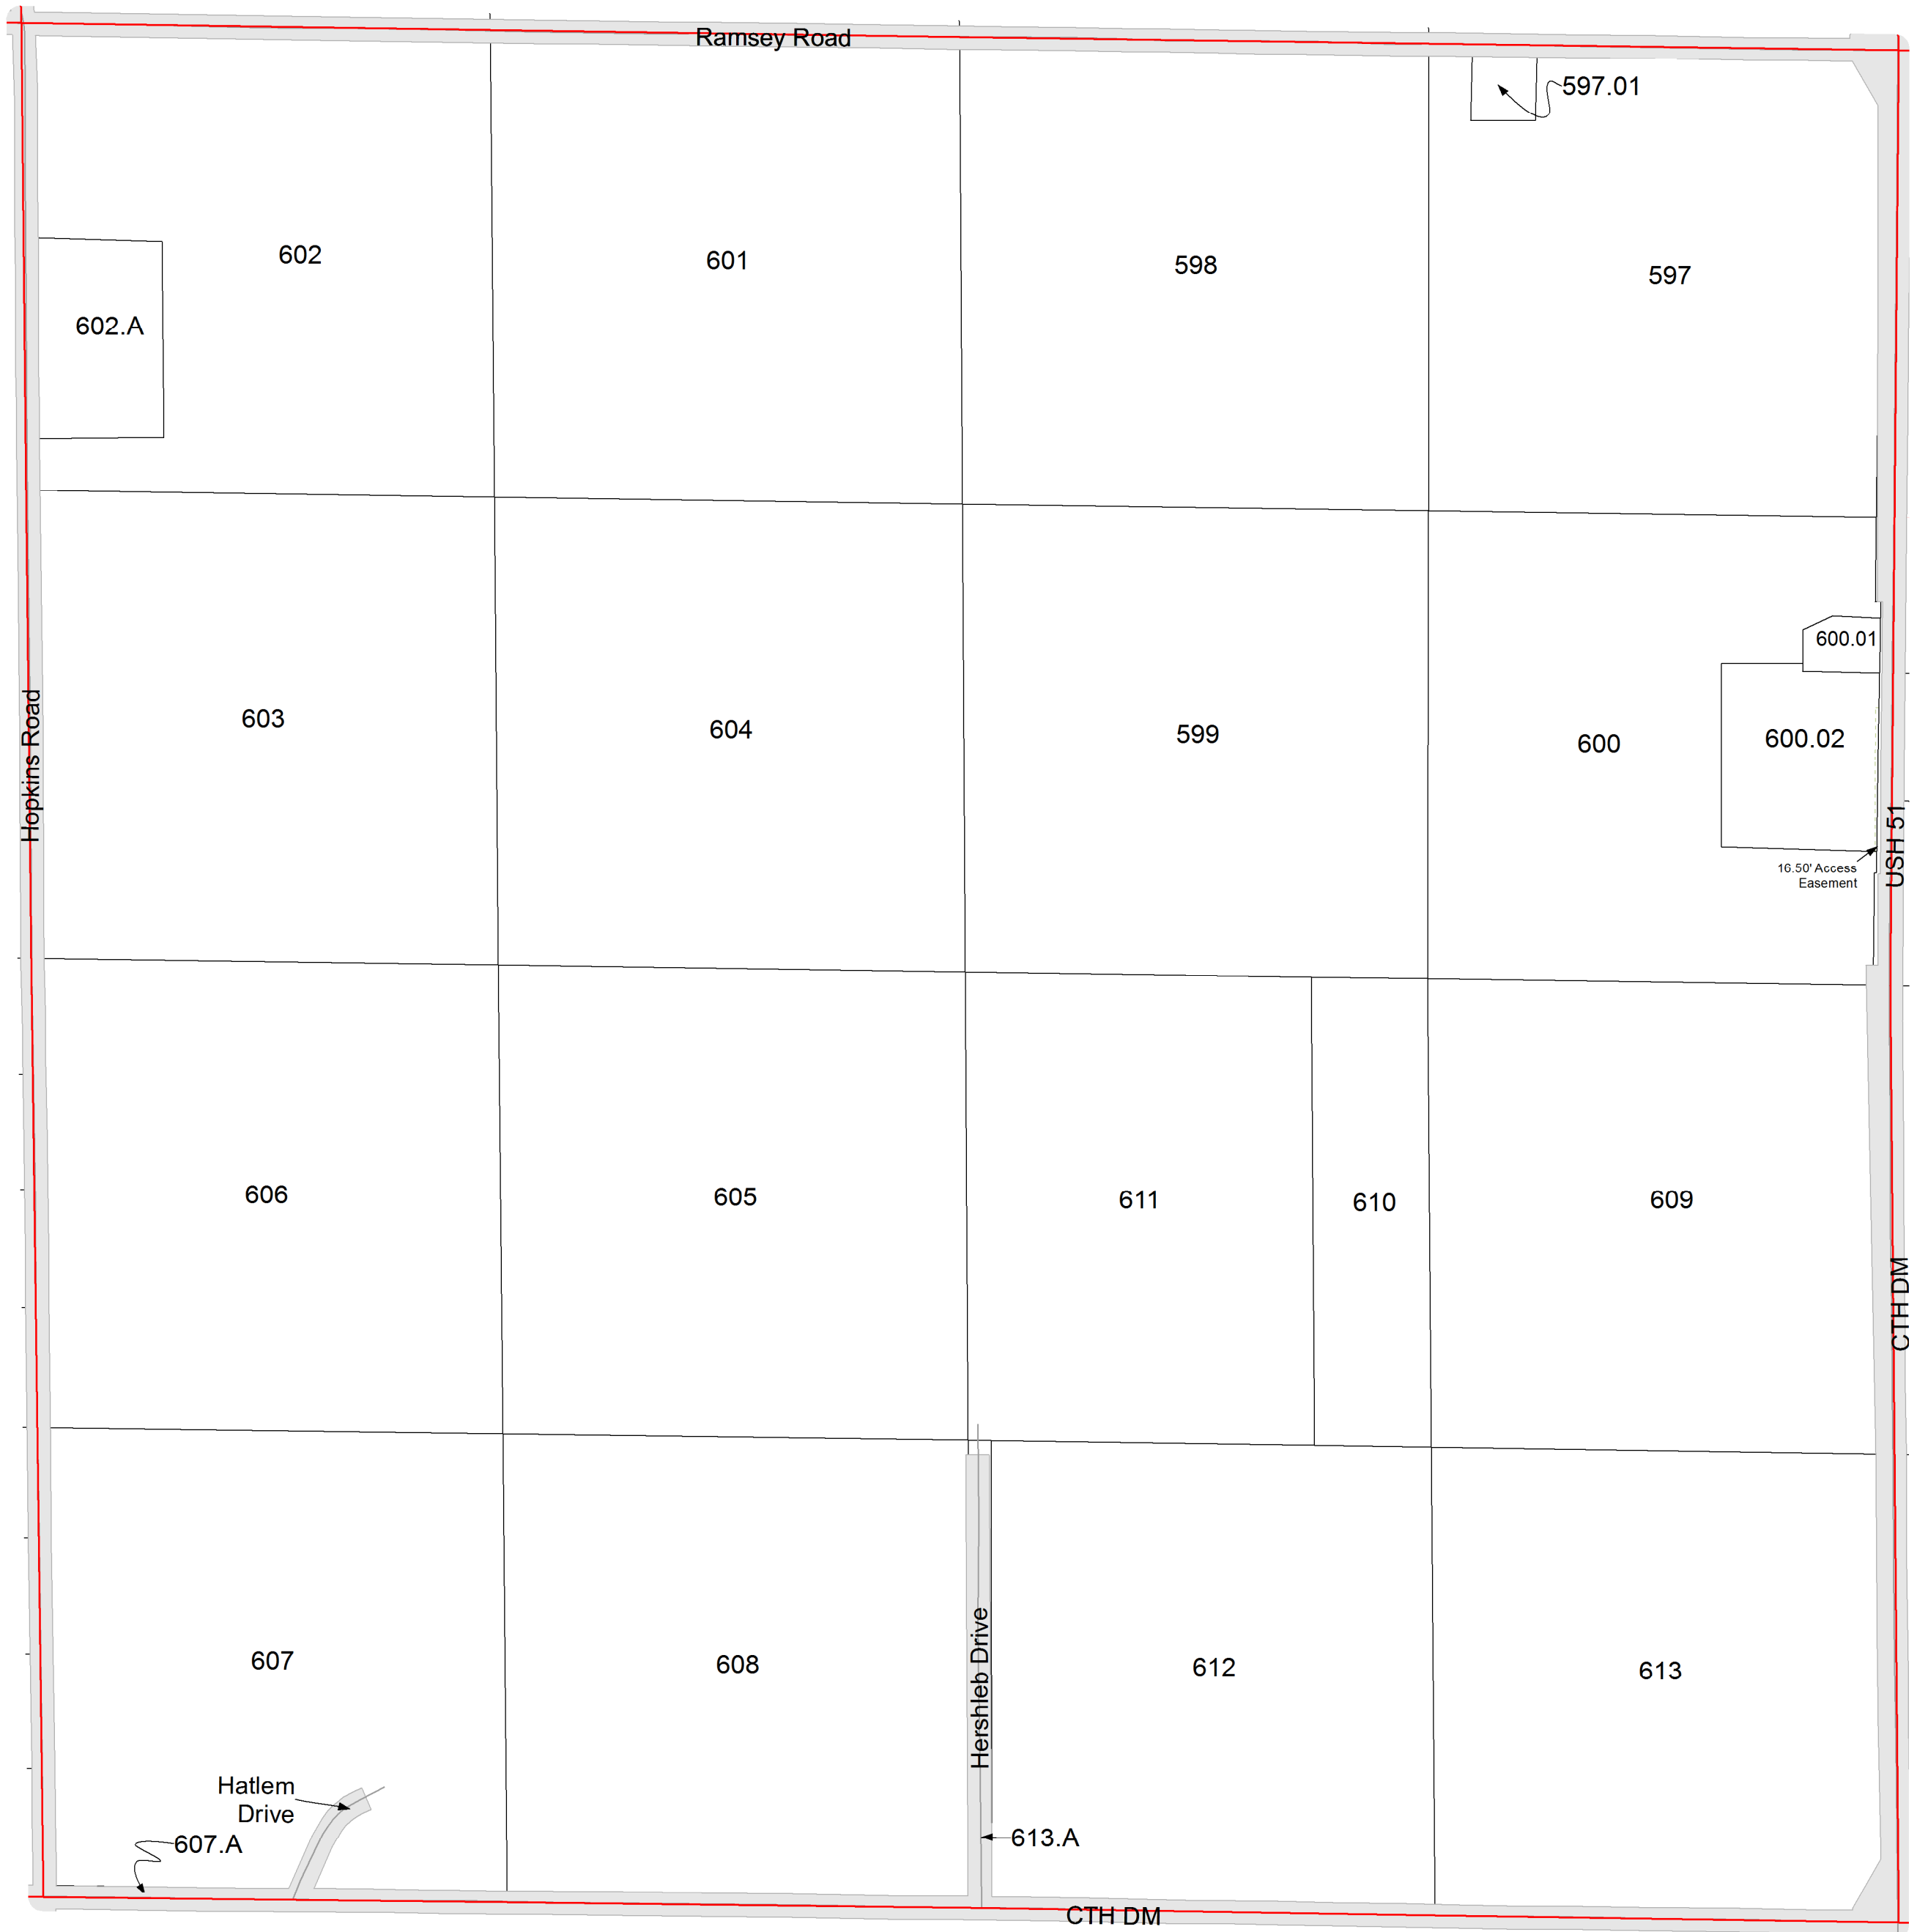 Ramsey Road
597.01
602
601
598
597
602.A
600.01
Hopkins Road
603
604
599
600
600.02
USH 51
16.50' Access
Easement
606
605
611
610
609
CTH DM
607
608
Hershleb Drive
612
613
Hatlem
Drive
607.A
613.A
CTH DM